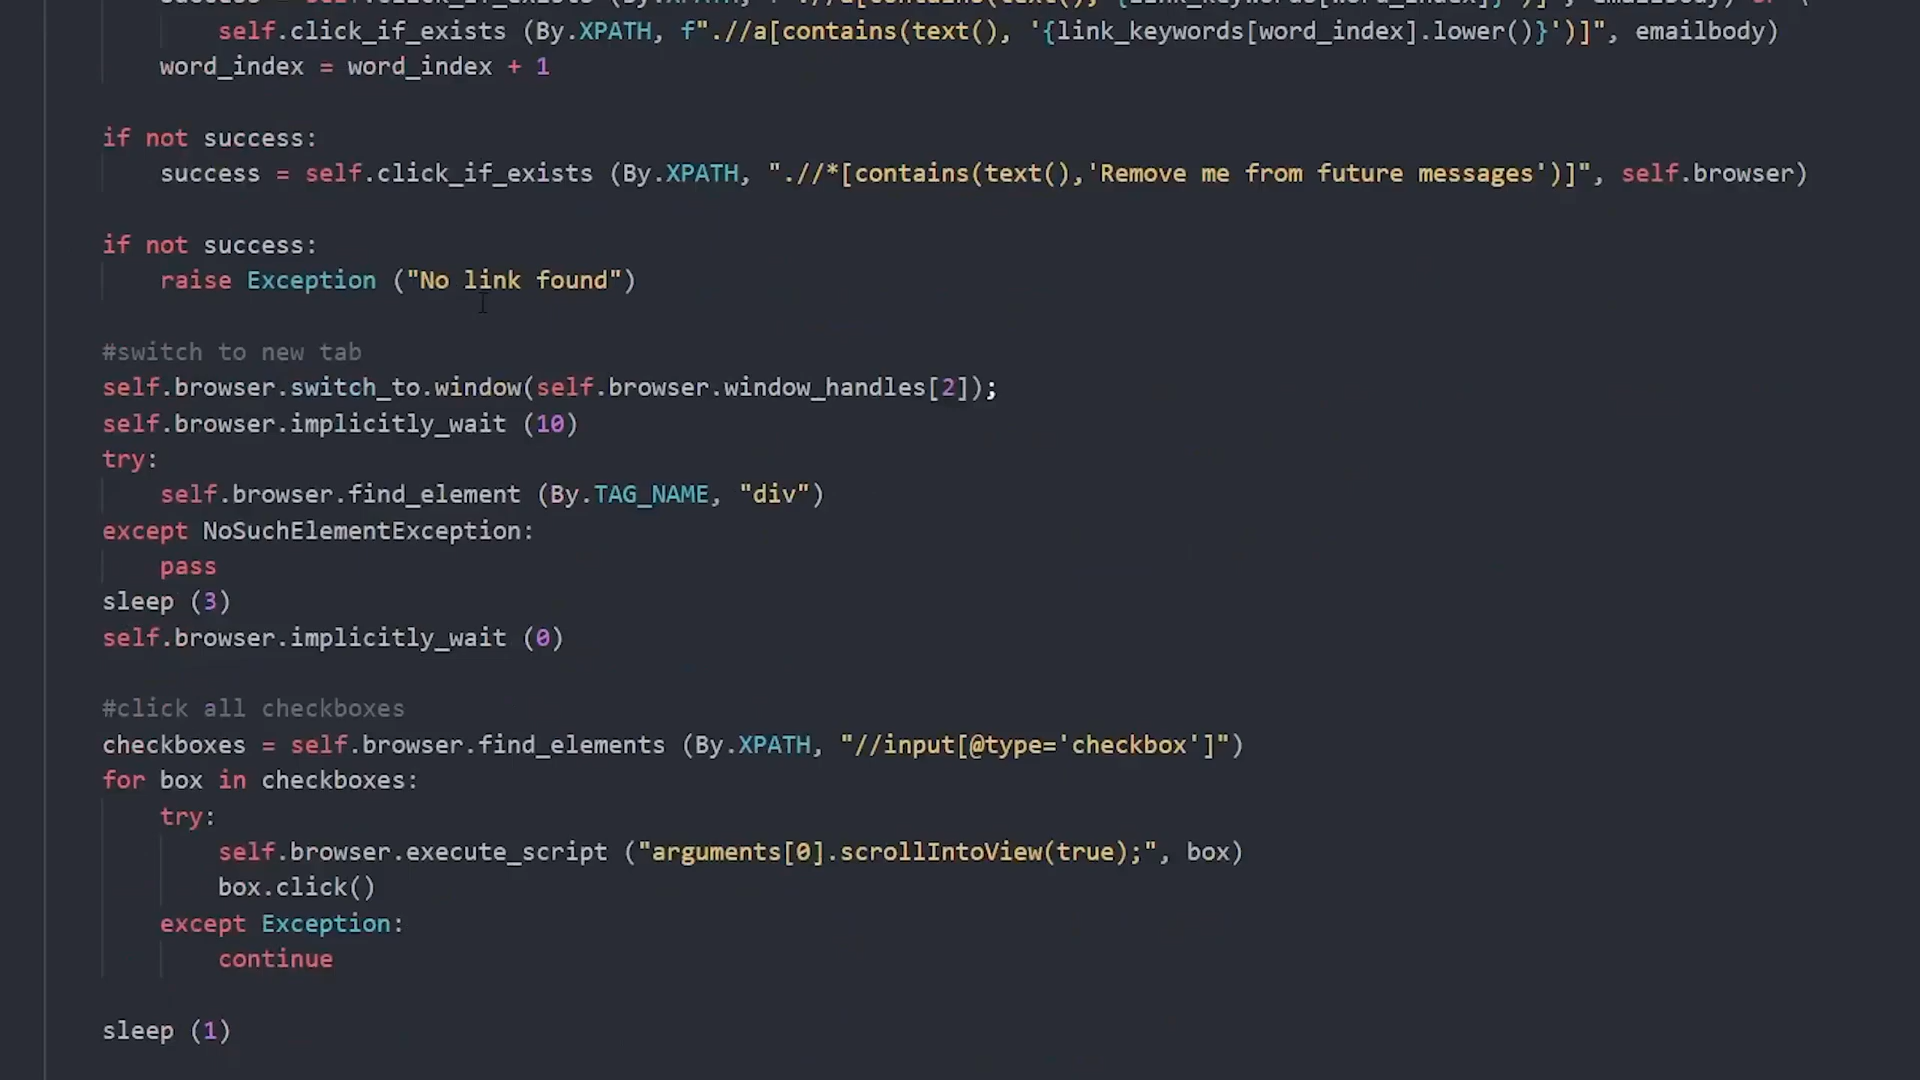 self.click_if_exists (By.XPATH, f".//a[contains(text(), '{link_keywords[word_index].lower()}')]", emailbody)
word_index = word_index + 1
if not success:
success = self.click_if_exists (By.XPATH, ".//*[contains(text(),'Remove me from future messages')]", self.browser)
if not success:
raise Exception ("No link found")
#switch to new tab
self.browser.switch_to.window(self.browser.window_handles[2]);
self.browser.implicitly_wait (10)
try:
self.browser.find_element (By.TAG_NAME, "div")
except NoSuchElementException:
pass
sleep (3)
self.browser.implicitly_wait (0)
#click all checkboxes
checkboxes = self.browser.find_elements (By.XPATH, "//input[@type='checkbox']")
for box in checkboxes:
try:
self.browser.execute_script ("arguments[0].scrollIntoView(true);", box)
box.click()
except Exception:
continue
sleep (1)